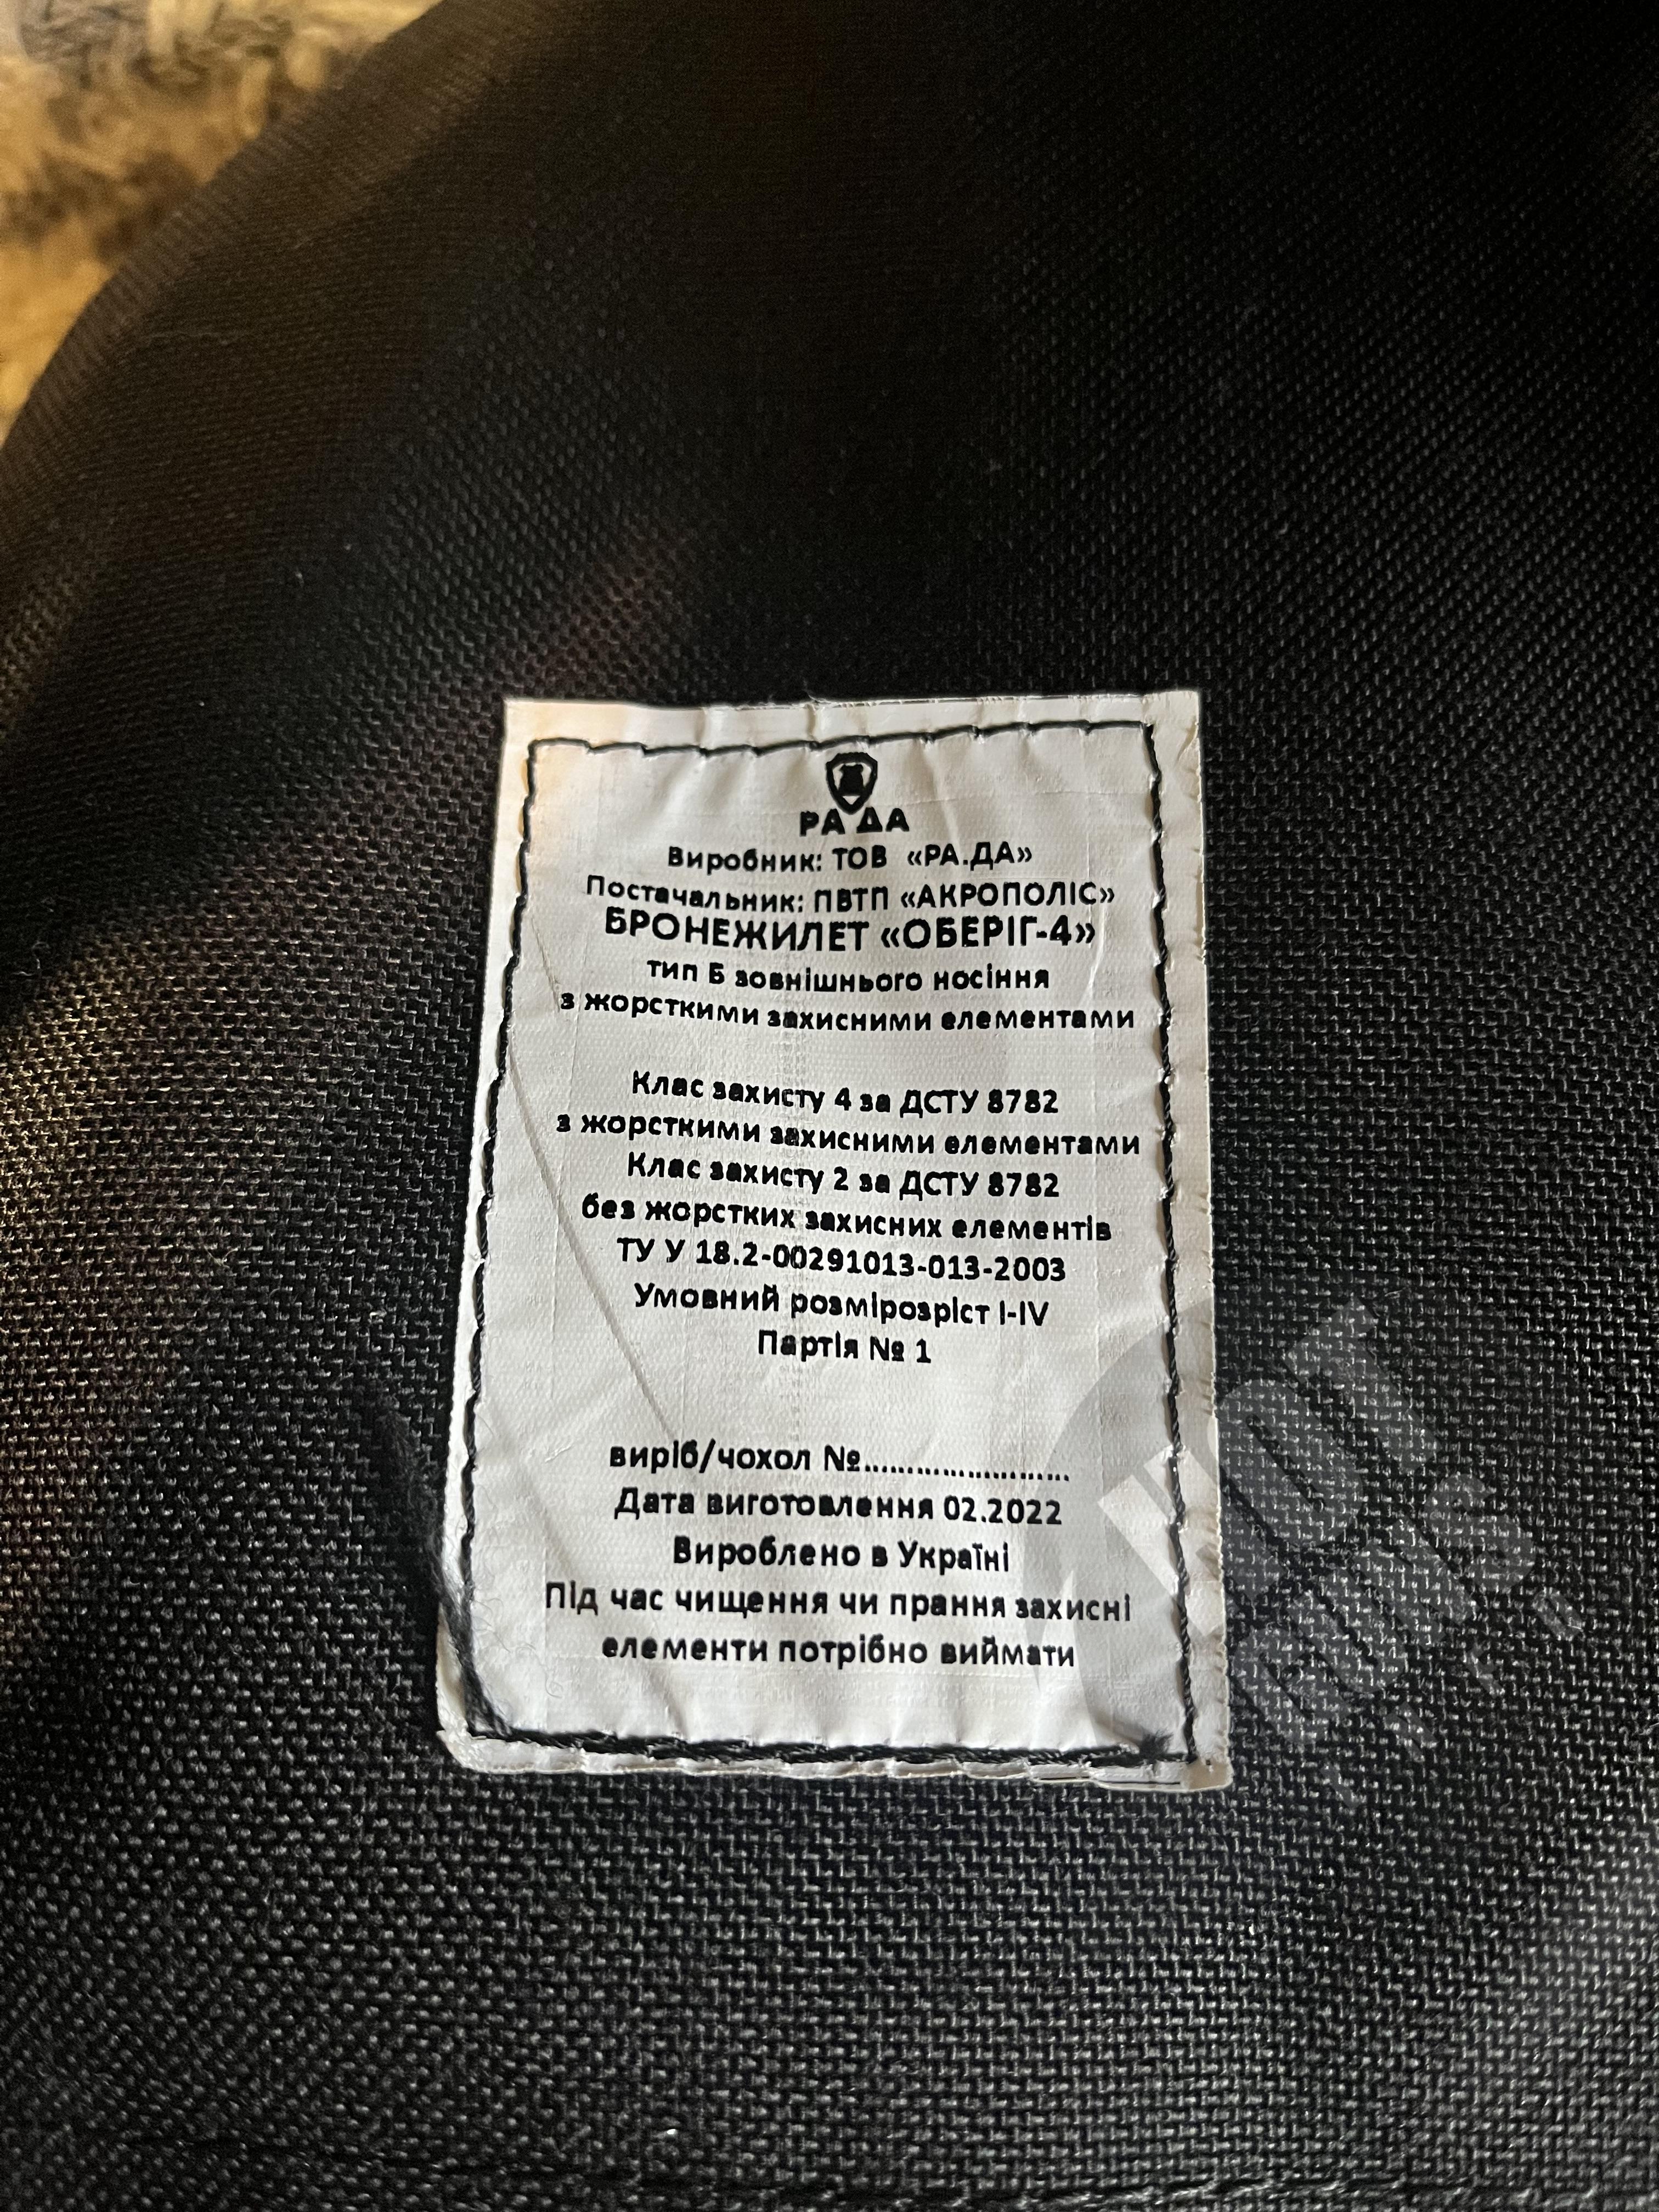 РА ДА
Виробник: ТОВ «РА.ДА»
Постачальник: ПВТП «АКРОПОЛІС»
БРОНЕЖИЛЕТ «ОБЕРІГ-4»
тип Б зовнішнього носіння
з жорсткими захисними елементами
Клас захисту 4 за ДСТУ 8782
з жорсткими захисними елементами
Клас захисту 2 за ДСТУ 8782
без жорстких захисних елементів
ТУ У 18.2-00291013-013-2003
Умовний розмірозріст I-IV
Партія № 1
виріб/чохол №........................
Дата виготовлення 02.2022
Вироблено в Україні
Під час чищення чи прання захисні
елементи потрібно виймати